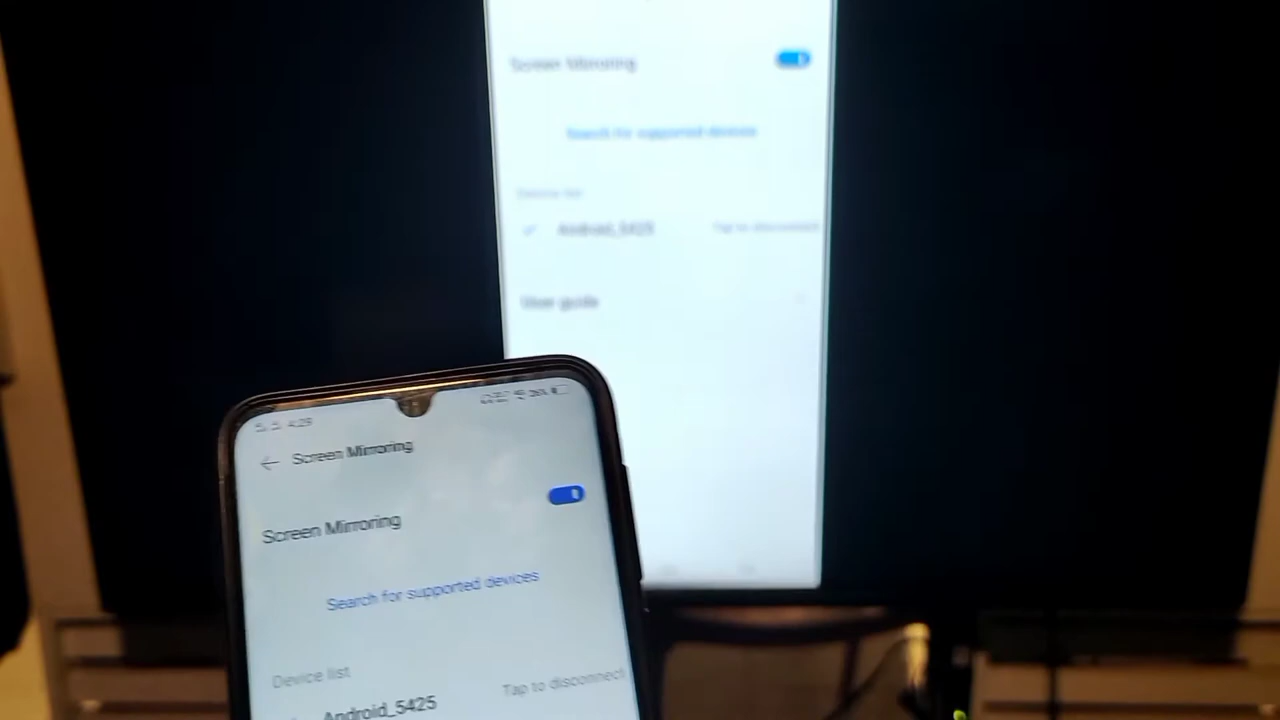 Screen Mirroring
Search for supported devices
Device list
Android_5425
Tap to disconnect
User guide
4:29
Screen Mirroring
Screen Mirroring
Search for supported devices
Device list
Android_5425
Tap to disconnect